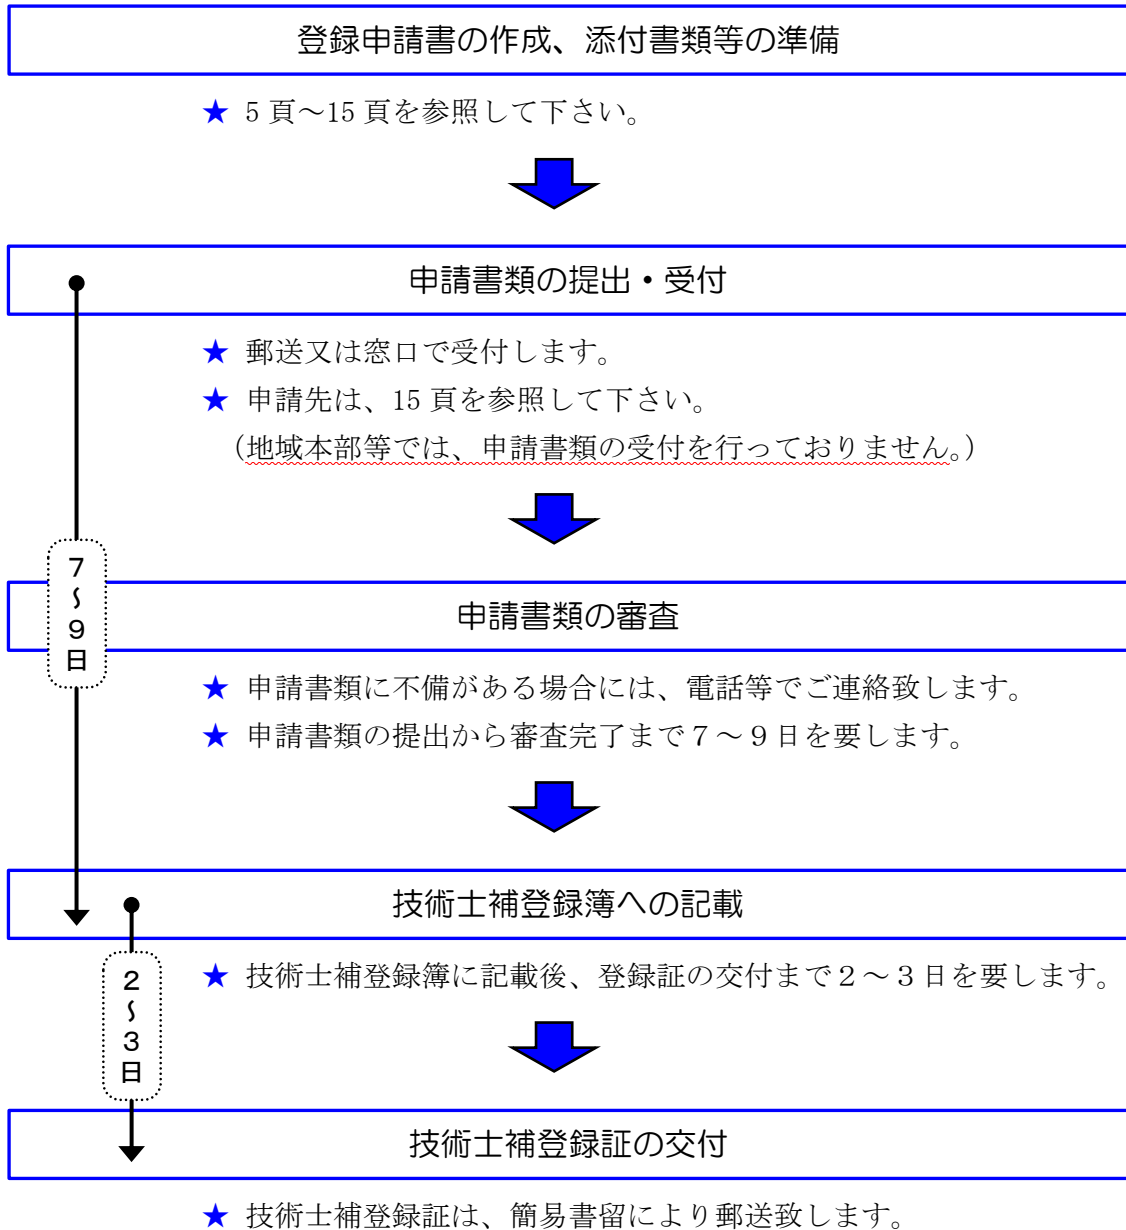 登録申請書の作成、添付書類等の準備
★ 5頁～15頁を参照して下さい。
申請書類の提出・受付
★ 郵送又は窓口で受付します。
★ 申請先は、15頁を参照して下さい。
(地域本部等では、申請書類の受付を行っておりません。)
7～9日
申請書類の審査
★ 申請書類に不備がある場合には、電話等でご連絡致します。
★ 申請書類の提出から審査完了まで７～９日を要します。
技術士補登録簿への記載
★ 技術士補登録簿に記載後、登録証の交付まで２～３日を要します。
2～3日
技術士補登録証の交付
★ 技術士補登録証は、簡易書留により郵送致します。